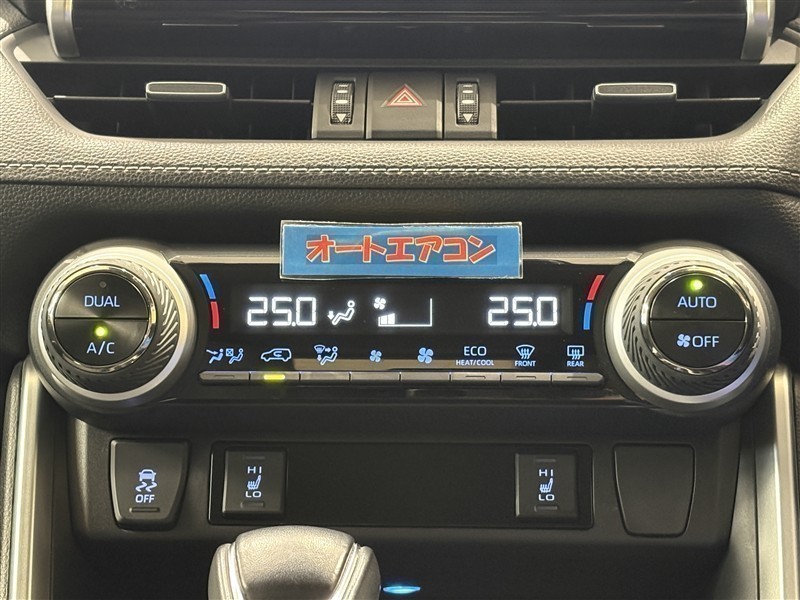 オートエアコン
DUAL
A/C
25.0
25.0
AUTO
OFF
ECO
HEAT/COOL
FRONT
REAR
OFF
HI
LO
HI
LO